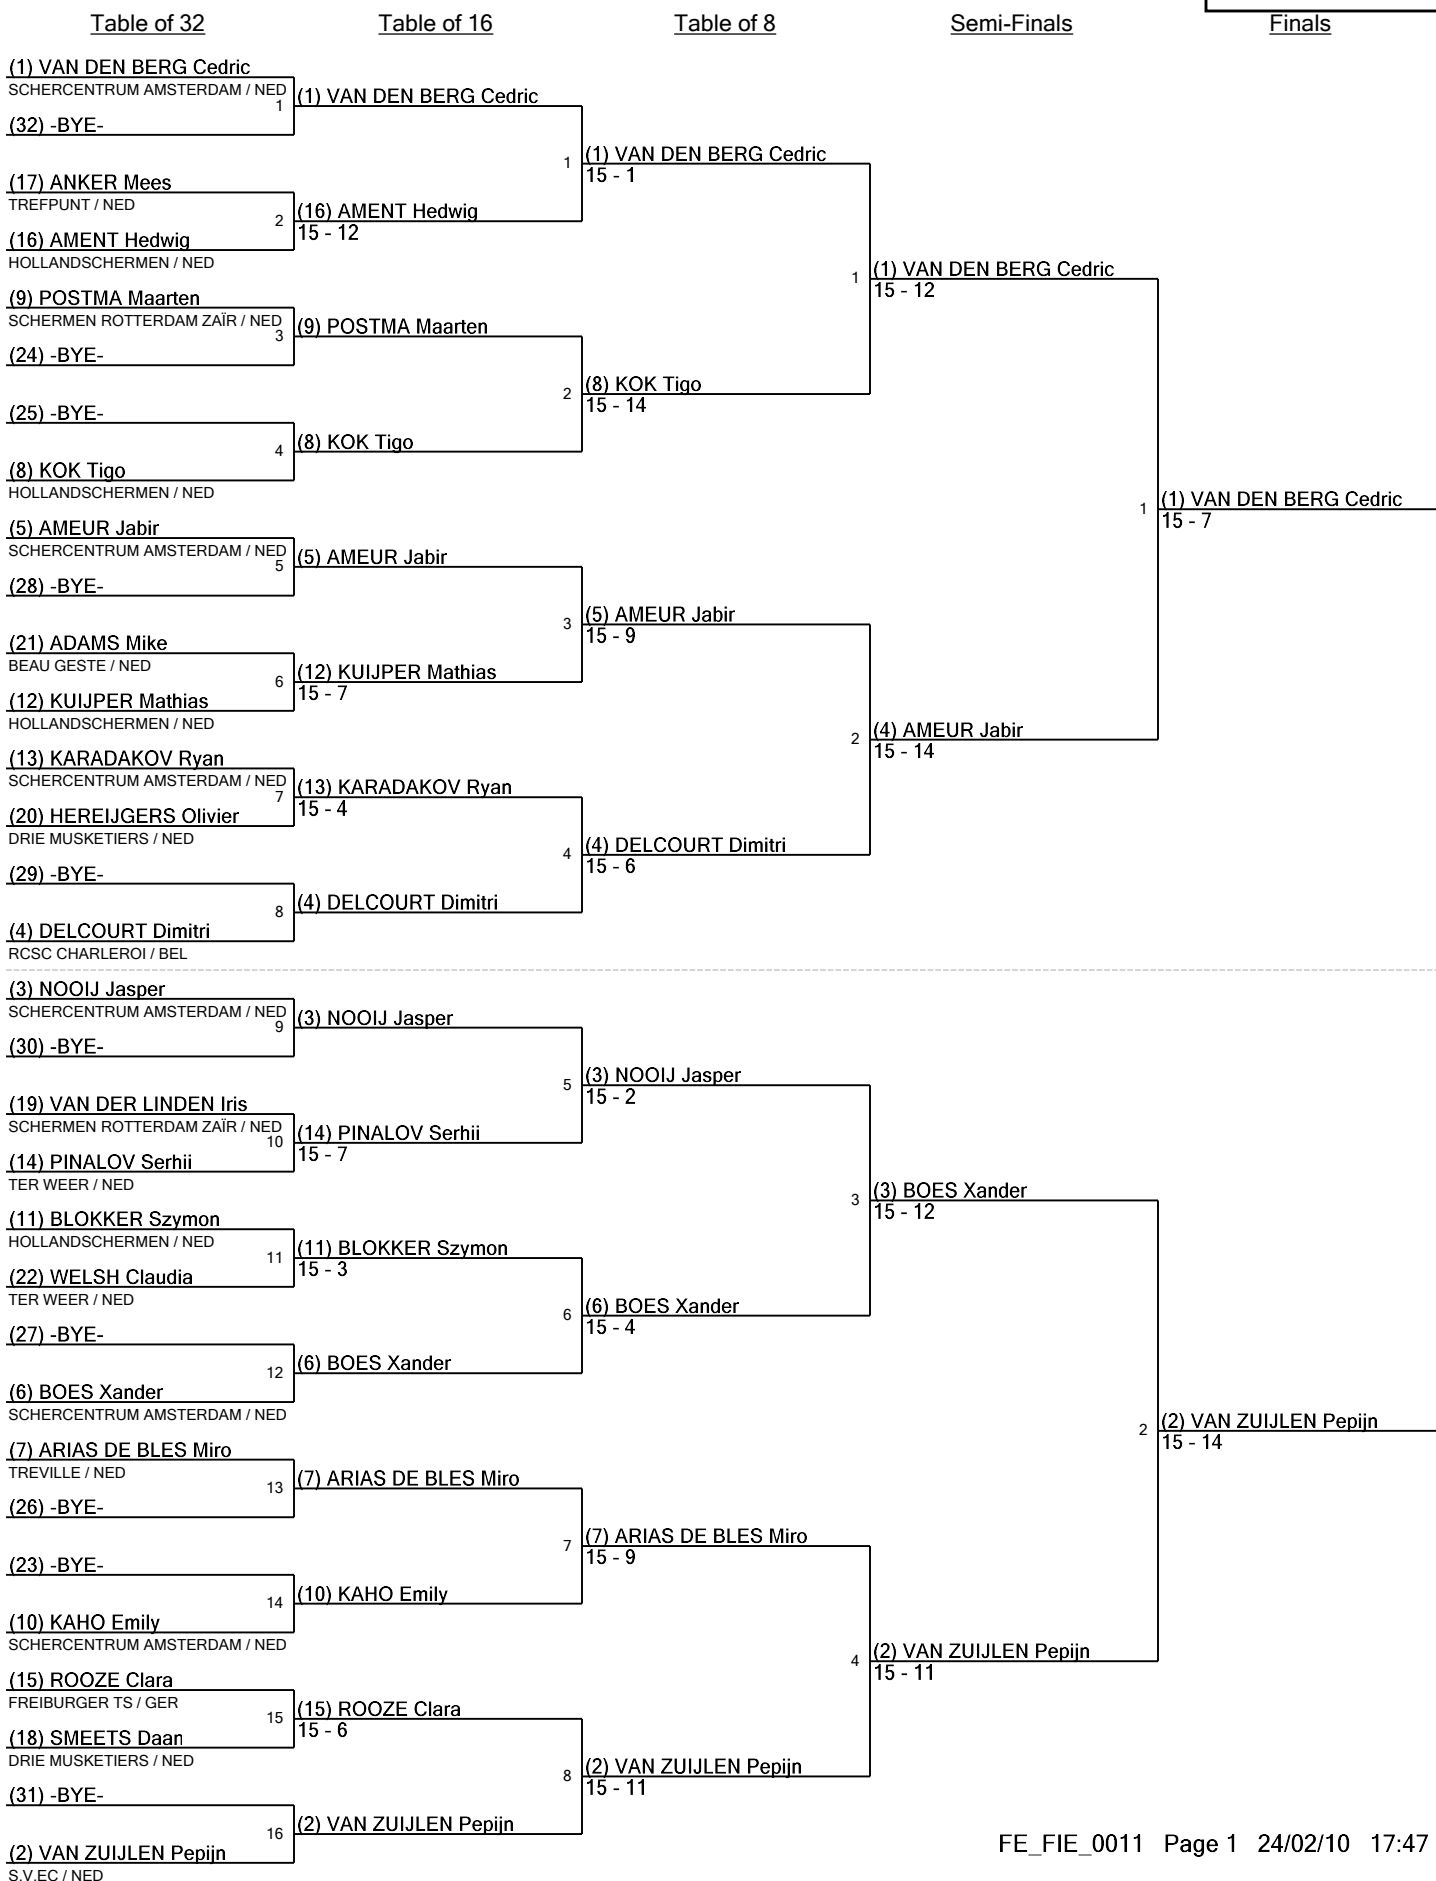 Table of 32
Table of 16
Table of 8
Semi-Finals
Finals
(1) VAN DEN BERG Cedric
SCHERCENTRUM AMSTERDAM / NED
1
(32) -BYE-
(17) ANKER Mees
TREFPUNT / NED
2
(16) AMENT Hedwig
HOLLANDSCHERMEN / NED
(9) POSTMA Maarten
SCHERMEN ROTTERDAM ZAÏR / NED
3
(24) -BYE-
(25) -BYE-
4
(8) KOK Tigo
HOLLANDSCHERMEN / NED
(5) AMEUR Jabir
SCHERCENTRUM AMSTERDAM / NED
5
(28) -BYE-
(21) ADAMS Mike
BEAU GESTE / NED
6
(12) KUIJPER Mathias
HOLLANDSCHERMEN / NED
(13) KARADAKOV Ryan
SCHERCENTRUM AMSTERDAM / NED
7
(20) HEREIJGERS Olivier
DRIE MUSKETIERS / NED
(29) -BYE-
8
(4) DELCOURT Dimitri
RCSC CHARLEROI / BEL
(3) NOOIJ Jasper
SCHERCENTRUM AMSTERDAM / NED
9
(30) -BYE-
(19) VAN DER LINDEN Iris
SCHERMEN ROTTERDAM ZAÏR / NED
10
(14) PINALOV Serhii
TER WEER / NED
(11) BLOKKER Szymon
HOLLANDSCHERMEN / NED
11
(22) WELSH Claudia
TER WEER / NED
(27) -BYE-
12
(6) BOES Xander
SCHERCENTRUM AMSTERDAM / NED
(7) ARIAS DE BLES Miro
TREVILLE / NED
13
(26) -BYE-
(23) -BYE-
14
(10) KAHO Emily
SCHERCENTRUM AMSTERDAM / NED
(15) ROOZE Clara
FREIBURGER TS / GER
15
(18) SMEETS Daan
DRIE MUSKETIERS / NED
(31) -BYE-
16
(2) VAN ZUIJLEN Pepijn
S.V.EC / NED
(1) VAN DEN BERG Cedric
1
(16) AMENT Hedwig
15 - 12
(9) POSTMA Maarten
2
(8) KOK Tigo
(5) AMEUR Jabir
3
(12) KUIJPER Mathias
15 - 7
(13) KARADAKOV Ryan
15 - 4
4
(4) DELCOURT Dimitri
(3) NOOIJ Jasper
5
(14) PINALOV Serhii
15 - 7
(11) BLOKKER Szymon
15 - 3
6
(6) BOES Xander
(7) ARIAS DE BLES Miro
7
(10) KAHO Emily
(15) ROOZE Clara
15 - 6
8
(2) VAN ZUIJLEN Pepijn
(1) VAN DEN BERG Cedric
15 - 1
1
(8) KOK Tigo
15 - 14
(5) AMEUR Jabir
15 - 9
2
(4) DELCOURT Dimitri
15 - 6
(3) NOOIJ Jasper
15 - 2
3
(6) BOES Xander
15 - 4
(7) ARIAS DE BLES Miro
15 - 9
4
(2) VAN ZUIJLEN Pepijn
15 - 11
(1) VAN DEN BERG Cedric
15 - 12
1
(4) AMEUR Jabir
15 - 14
(3) BOES Xander
15 - 12
2
(2) VAN ZUIJLEN Pepijn
15 - 11
(1) VAN DEN BERG Cedric
15 - 7
(2) VAN ZUIJLEN Pepijn
15 - 14
FE_FIE_0011 Page 1 24/02/10 17:47